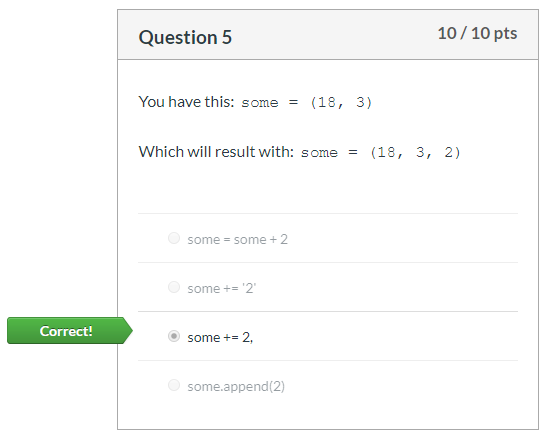 Question 5
10 / 10 pts
You have this: some = (18, 3)
Which will result with: some = (18, 3, 2)
some = some + 2
some += '2'
Correct!
some += 2,
some.append(2)